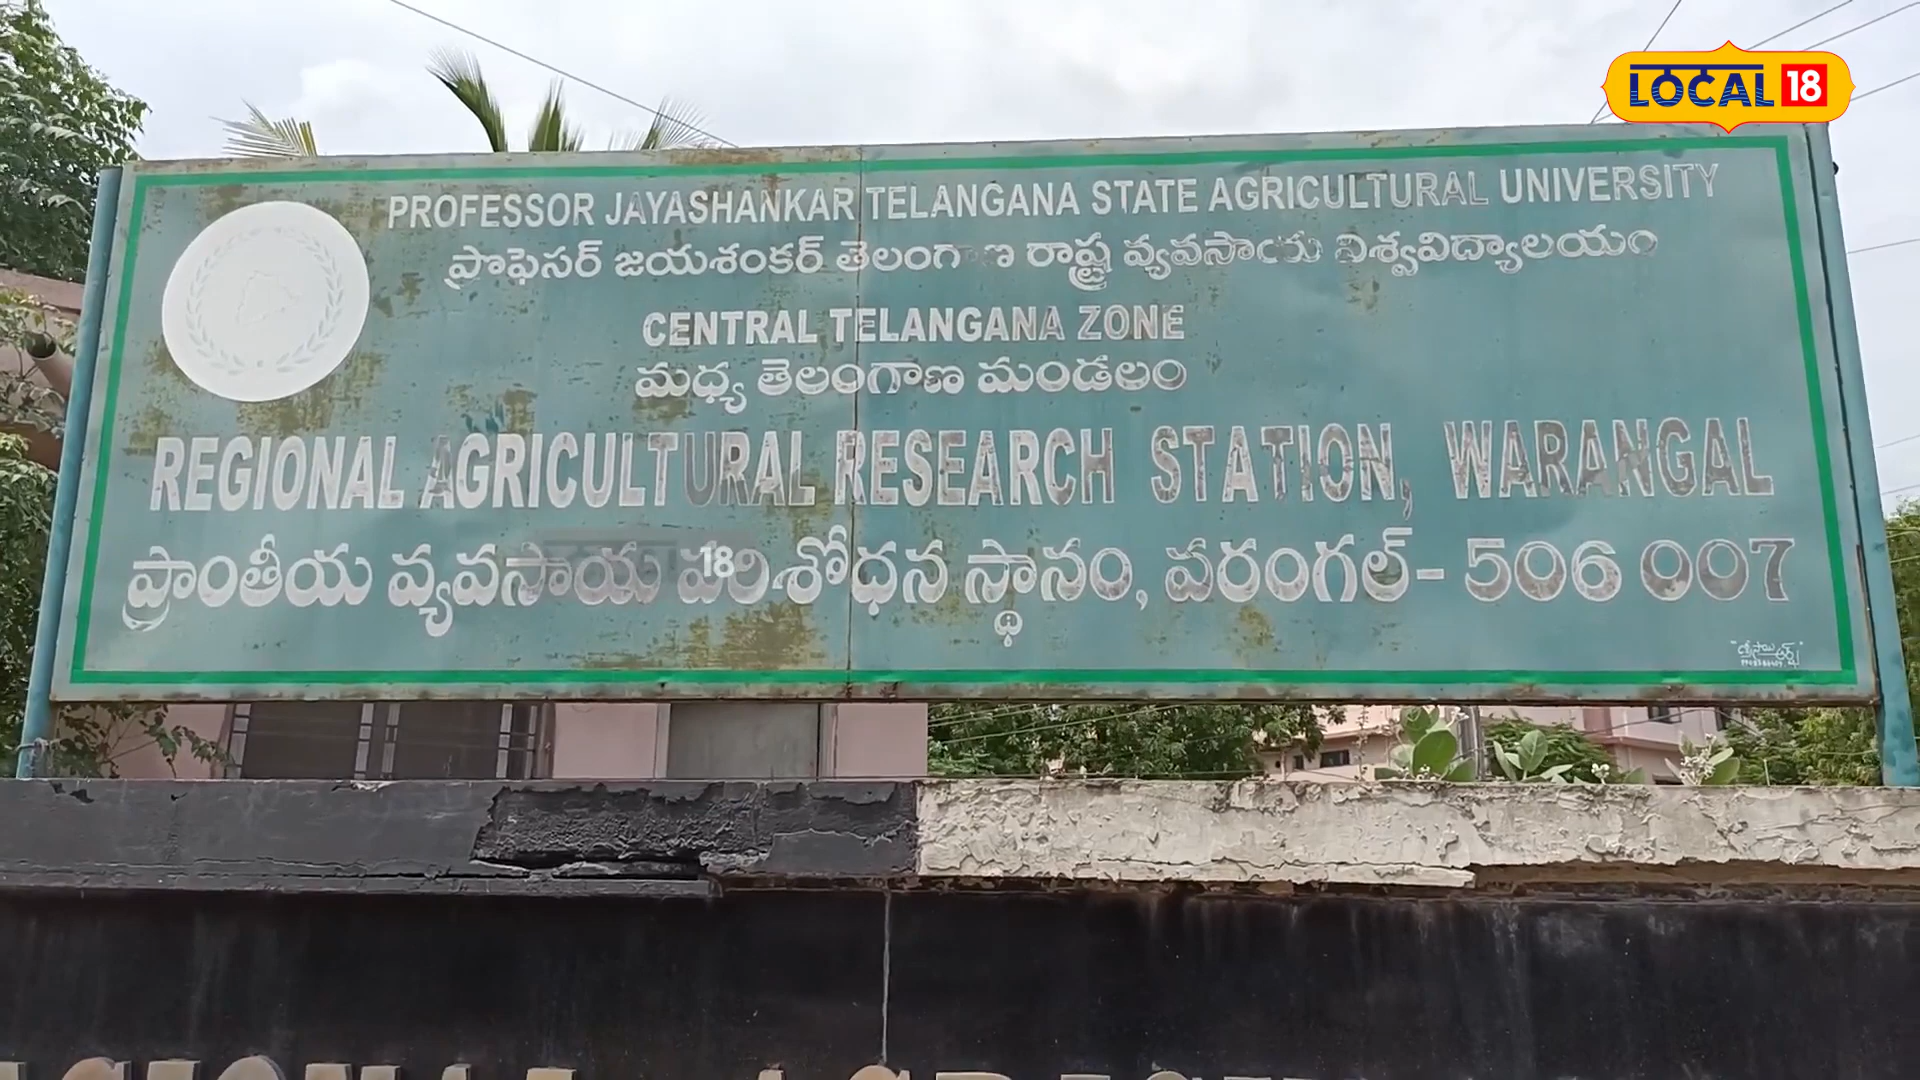 LOCAL 18
PROFESSOR JAYASHANKAR TELANGANA STATE AGRICULTURAL UNIVERSITY
ప్రొఫెసర్ జయశంకర్ తెలంగాణ రాష్ట్ర వ్యవసాయ విశ్వవిద్యాలయం
CENTRAL TELANGANA ZONE
మధ్య తెలంగాణ మండలం
REGIONAL AGRICULTURAL RESEARCH STATION, WARANGAL
ప్రాంతీయ వ్యవసాయ పరిశోధన స్థానం, వరంగల్ - 506 007
18